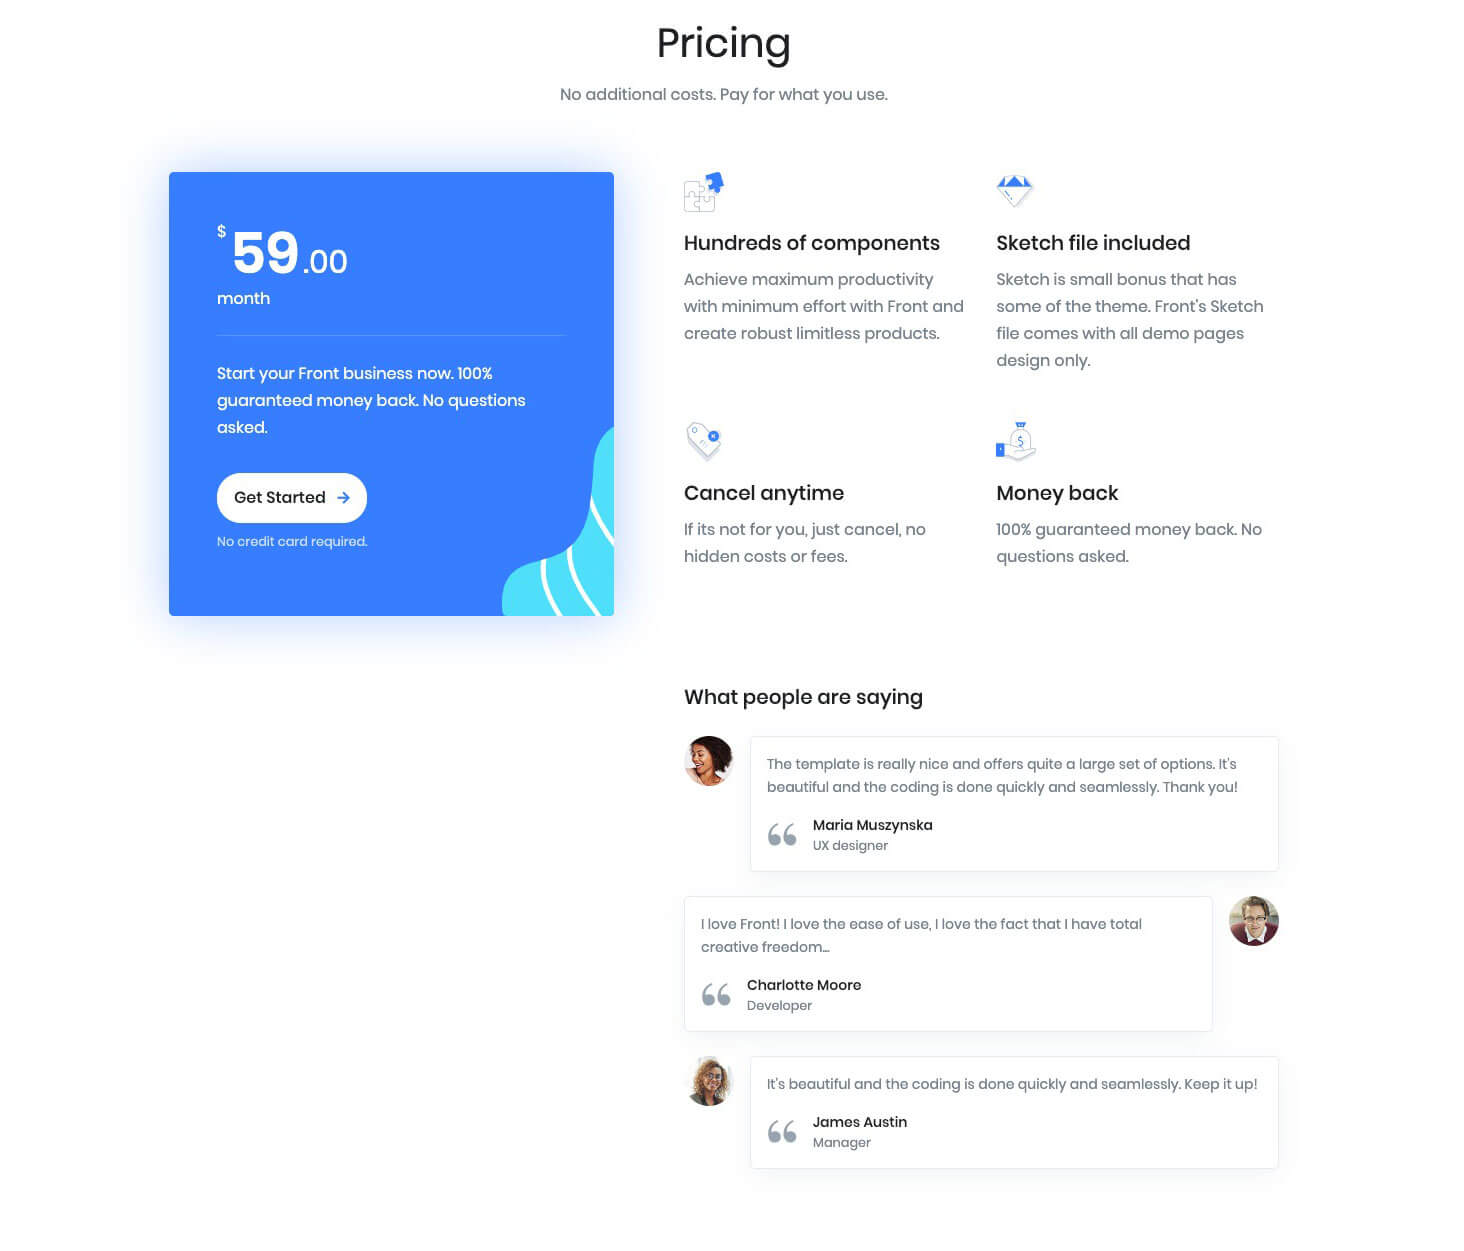 Pricing
No additional costs. Pay for what you use.
$59.00
month
Start your Front business now. 100%
guaranteed money back. No questions
asked.
Get Started
No credit card required.
Hundreds of components
Achieve maximum productivity
with minimum effort with Front and
create robust limitless products.
Sketch file included
Sketch is small bonus that has
some of the theme. Front's Sketch
file comes with all demo pages
design only.
Cancel anytime
If its not for you, just cancel, no
hidden costs or fees.
$
Money back
100% guaranteed money back. No
questions asked.
What people are saying
The template is really nice and offers quite a large set of options. It's
beautiful and the coding is done quickly and seamlessly. Thank you!
Maria Muszynska
UX designer
I love Front! I love the ease of use, I love the fact that I have total
creative freedom...
Charlotte Moore
Developer
It's beautiful and the coding is done quickly and seamlessly. Keep it up!
James Austin
Manager